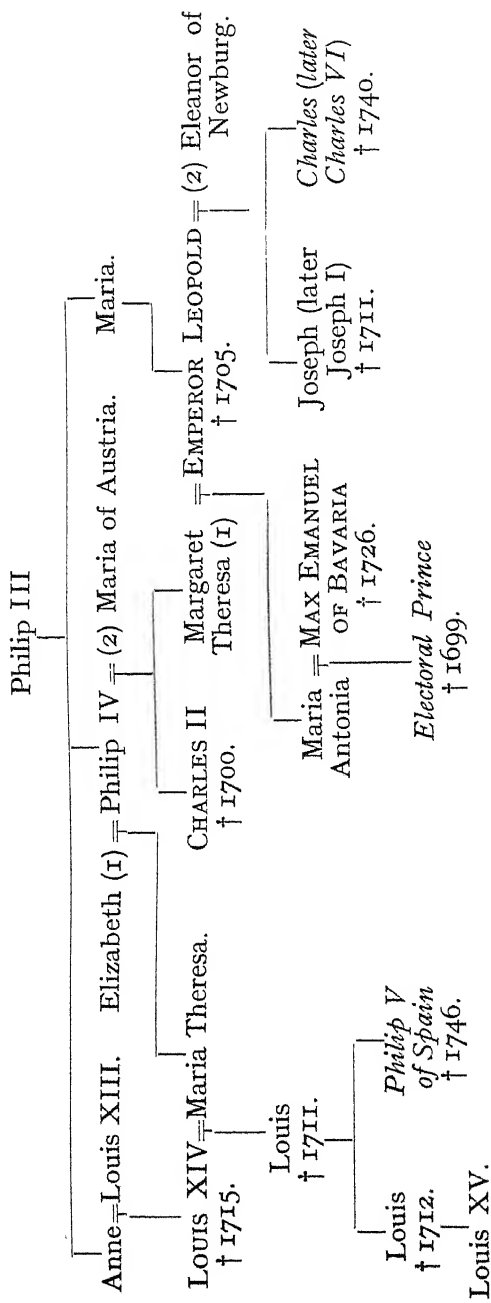 Philip III
Anne=Louis XIII. Elizabeth (1)=Philip IV=(2) Maria of Austria. Maria.
LOUIS XIV=Maria Theresa. CHARLES II Margaret =EMPEROR LEOPOLD=(2) Eleanor of
† 1715. † 1700. Theresa (1) † 1705. Newburg.
Louis Maria =MAX EMANUEL Joseph (later Charles (later
† 1711. Antonia OF BAVARIA Joseph I) Charles VI)
† 1726. † 1711. † 1740.
Louis Philip V Electoral Prince
† 1712. of Spain † 1699.
† 1746.
Louis XV.